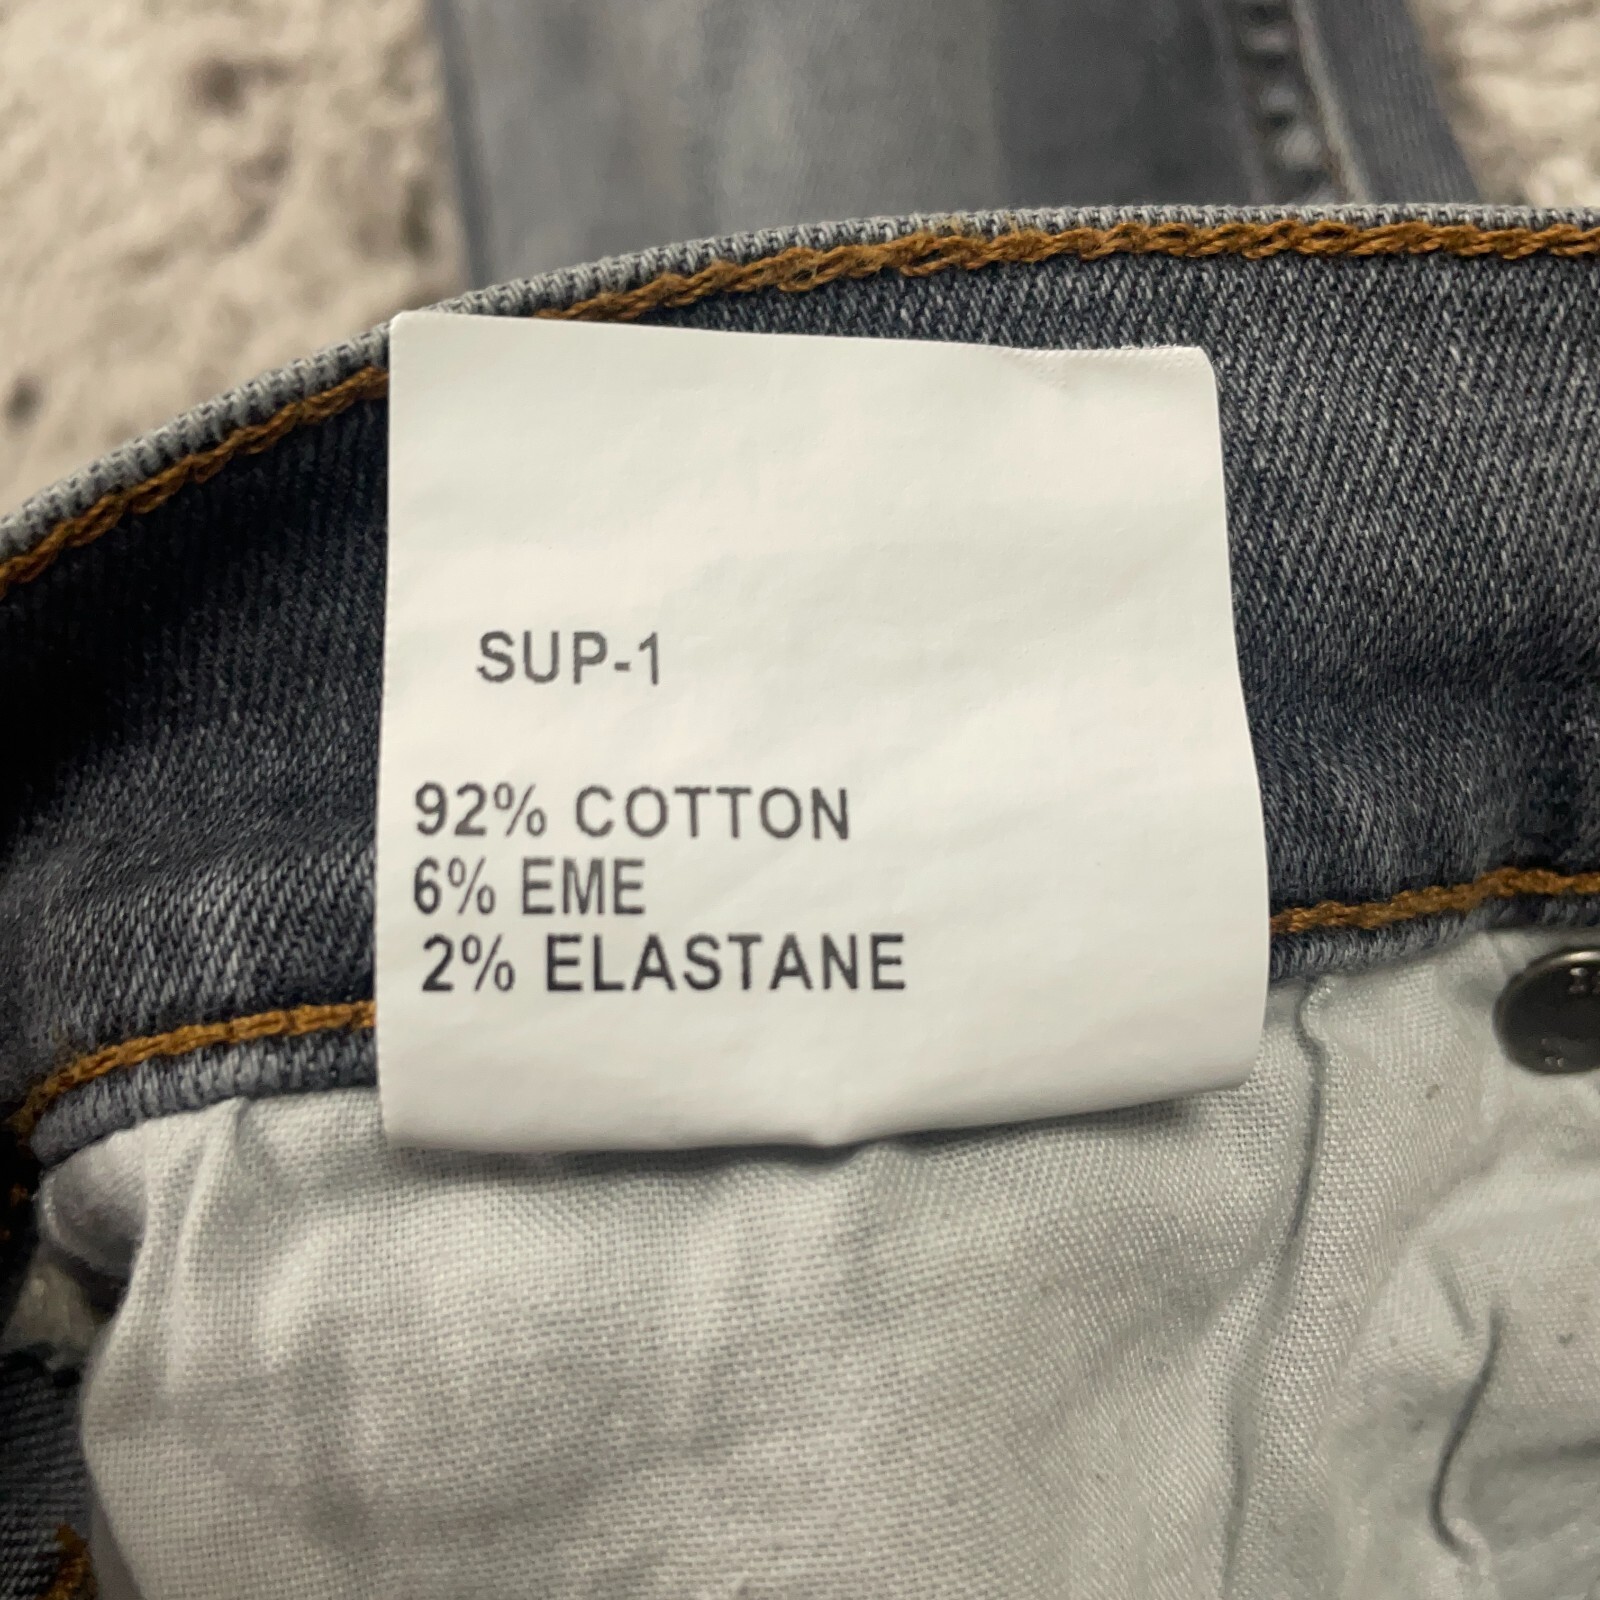 SUP-1
92% COTTON
6% EME
2% ELASTANE